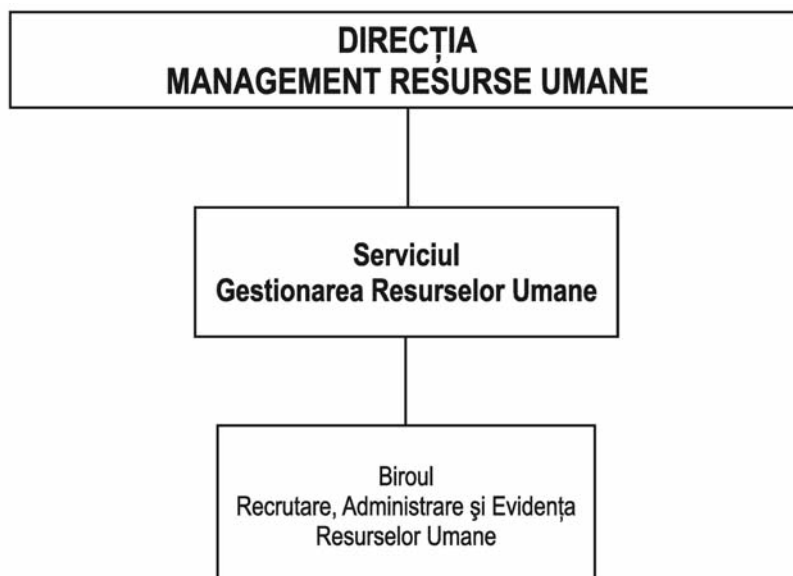 DIRECȚIA
MANAGEMENT RESURSE UMANE
Serviciul
Gestionarea Resurselor Umane
Biroul
Recrutare, Administrare şi Evidența
Resurselor Umane